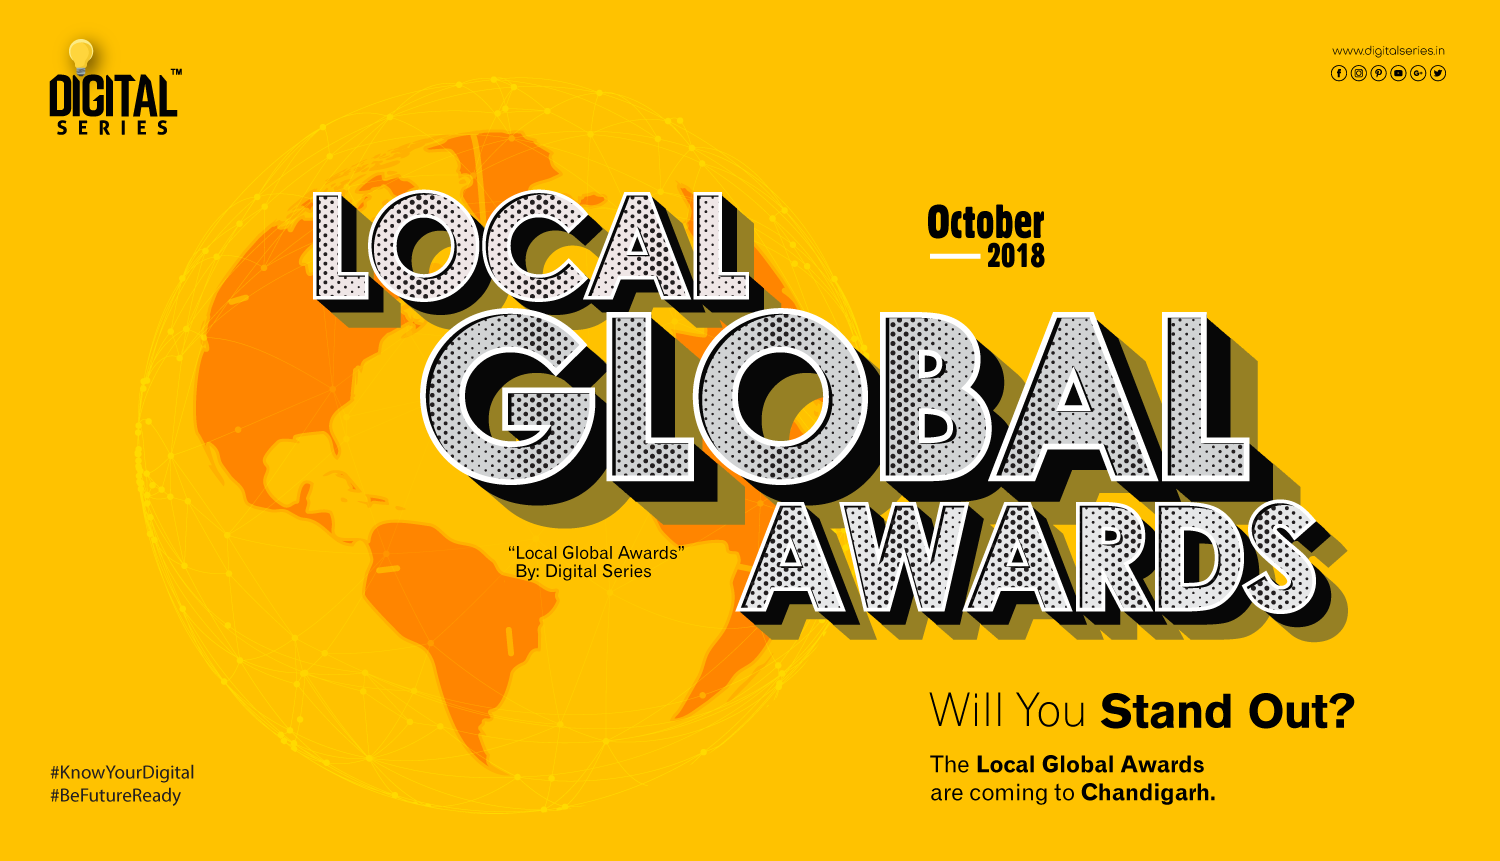 DIGITAL™
SERIES
www.digitalseries.in
LOCAL
GLOBAL
AWARDS
October
2018
“Local Global Awards”
By: Digital Series
Will You Stand Out?
The Local Global Awards
are coming to Chandigarh.
#KnowYourDigital
#BeFutureReady